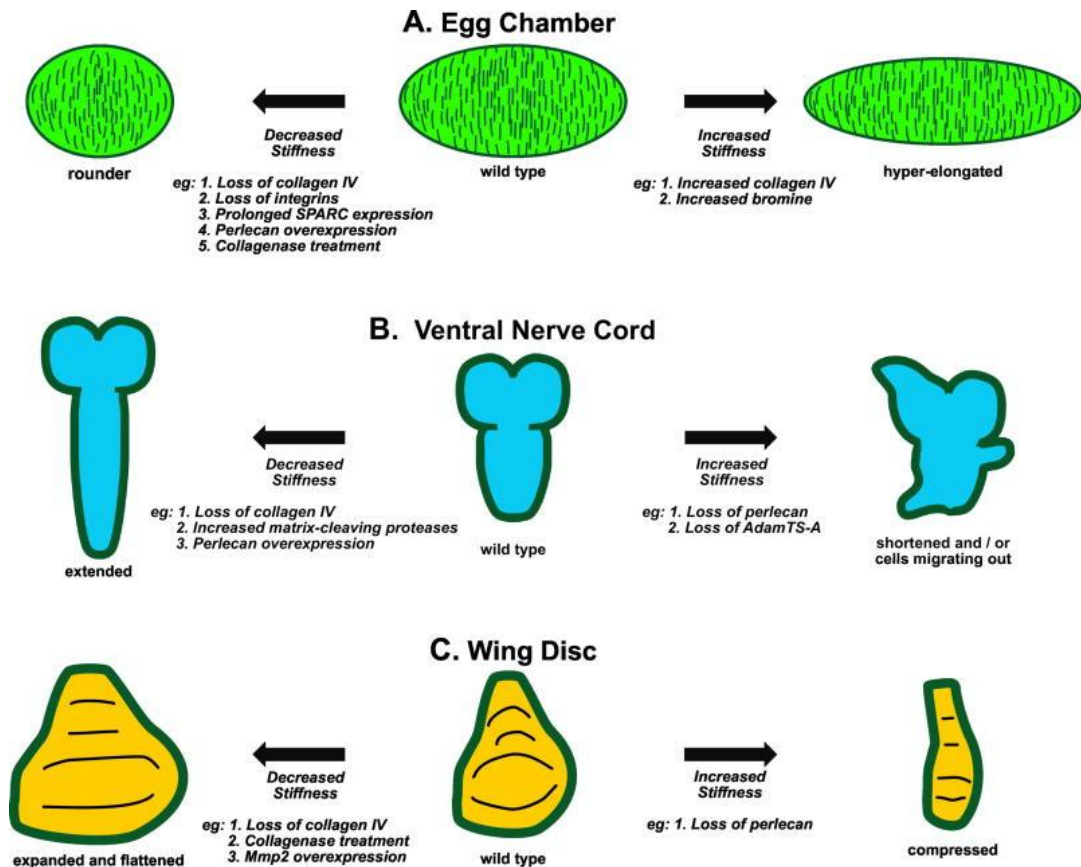 A. Egg Chamber
Decreased
Stiffness
Increased
Stiffness
rounder
wild type
hyper-elongated
eg: 1. Loss of collagen IV
2. Loss of integrins
3. Prolonged SPARC expression
4. Perlecan overexpression
5. Collagenase treatment
eg: 1. Increased collagen IV
2. Increased bromine
B. Ventral Nerve Cord
Decreased
Stiffness
Increased
Stiffness
eg: 1. Loss of collagen IV
2. Increased matrix-cleaving proteases
3. Perlecan overexpression
eg: 1. Loss of perlecan
2. Loss of AdamTS-A
extended
wild type
shortened and / or
cells migrating out
C. Wing Disc
Decreased
Stiffness
Increased
Stiffness
eg: 1. Loss of collagen IV
2. Collagenase treatment
3. Mmp2 overexpression
eg: 1. Loss of perlecan
expanded and flattened
wild type
compressed